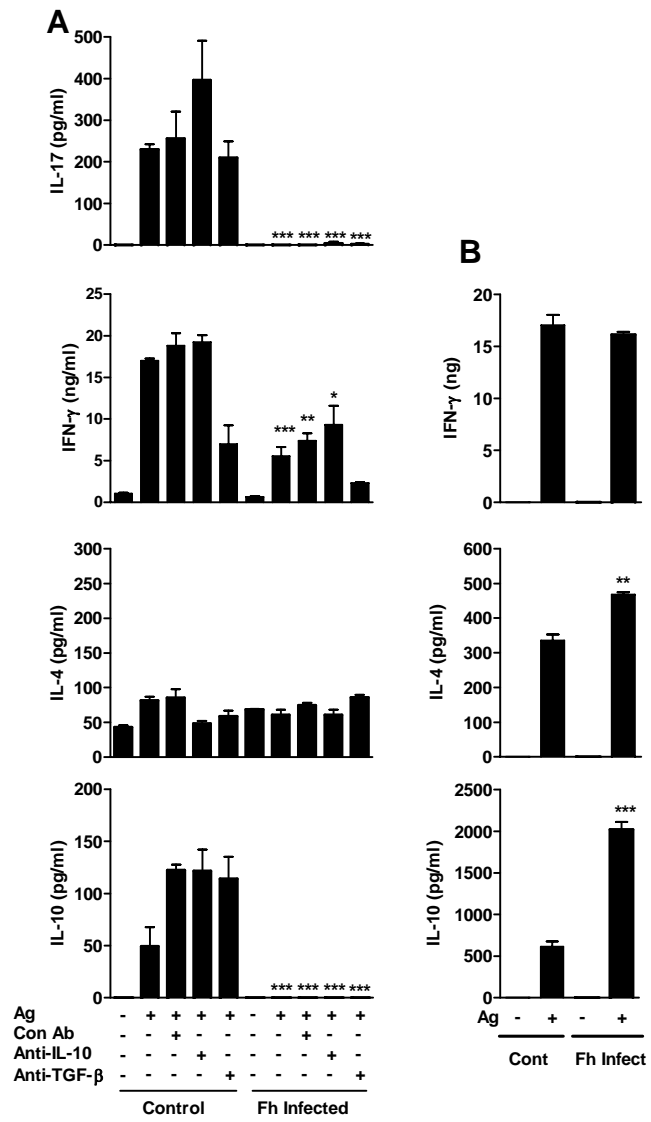 A
IL-17 (pg/ml)
500
400
300
200
100
0
*** *** *** ***
IFN-γ (ng/ml)
25
20
15
10
5
0
*** ** *
IL-4 (pg/ml)
300
250
200
150
100
50
0
IL-10 (pg/ml)
200
150
100
50
0
*** *** *** ***
Ag - + + + + - + + + +
Con Ab - - + - - - - + - -
Anti-IL-10 - - - + - - - - + -
Anti-TGF-β - - - - + - - - - +
Control Fh Infected
B
IFN-γ (ng)
20
15
10
5
0
IL-4 (pg/ml)
600
500
400
300
200
100
0
**
IL-10 (pg/ml)
2500
2000
1500
1000
500
0
***
Ag - + - +
Cont Fh Infect